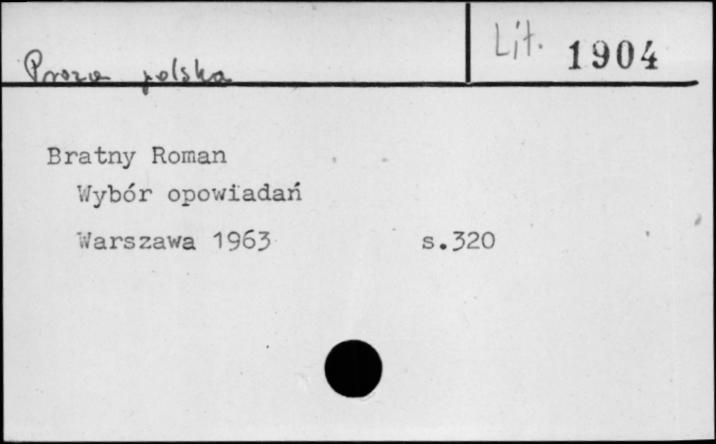 Proza polska
Lit. 1904
Bratny Roman
Wybór opowiadań
Warszawa 1963 s.320